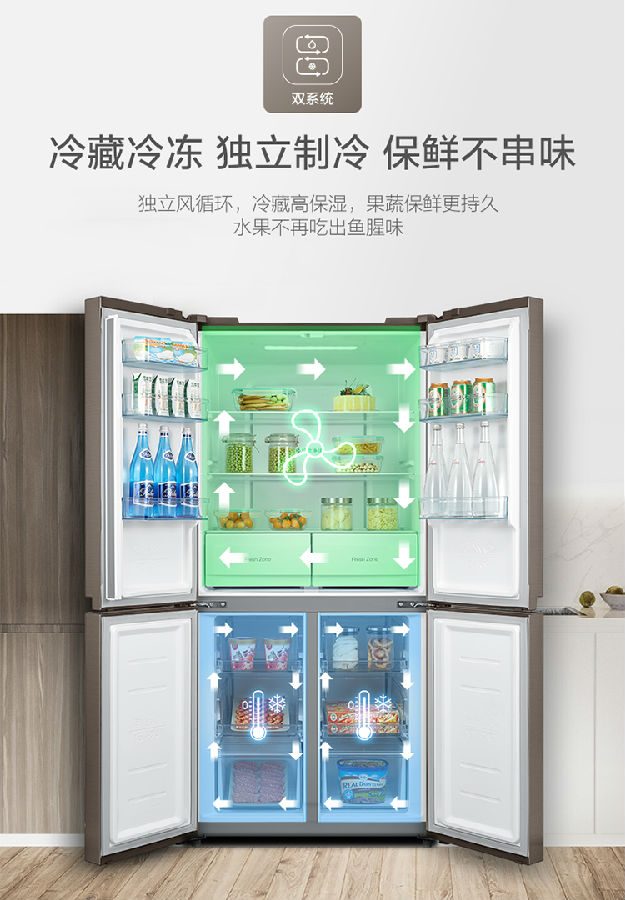 双系统
冷藏冷冻 独立制冷 保鲜不串味
独立风循环，冷藏高保湿，果蔬保鲜更持久
水果不再吃出鱼腥味
Fresh Zone
Fresh Zone
REAL